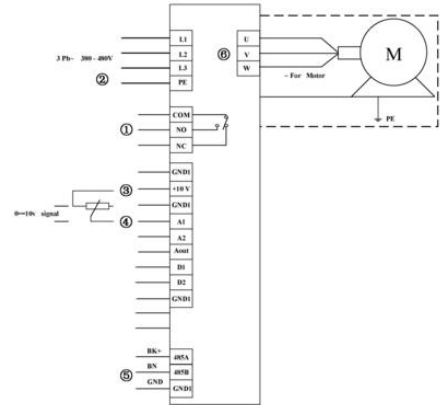 L1
L2
3 Ph~ 380 - 480V
L3
②
PE
U
⑥
V
W
~ For Motor
M
PE
COM
①
NO
NC
GND1
③
+10 V
GND1
0~+10v signal
④
A1
A2
Aout
D1
D2
GND1
BK+
485A
BN
⑤
485B
GND
GND1